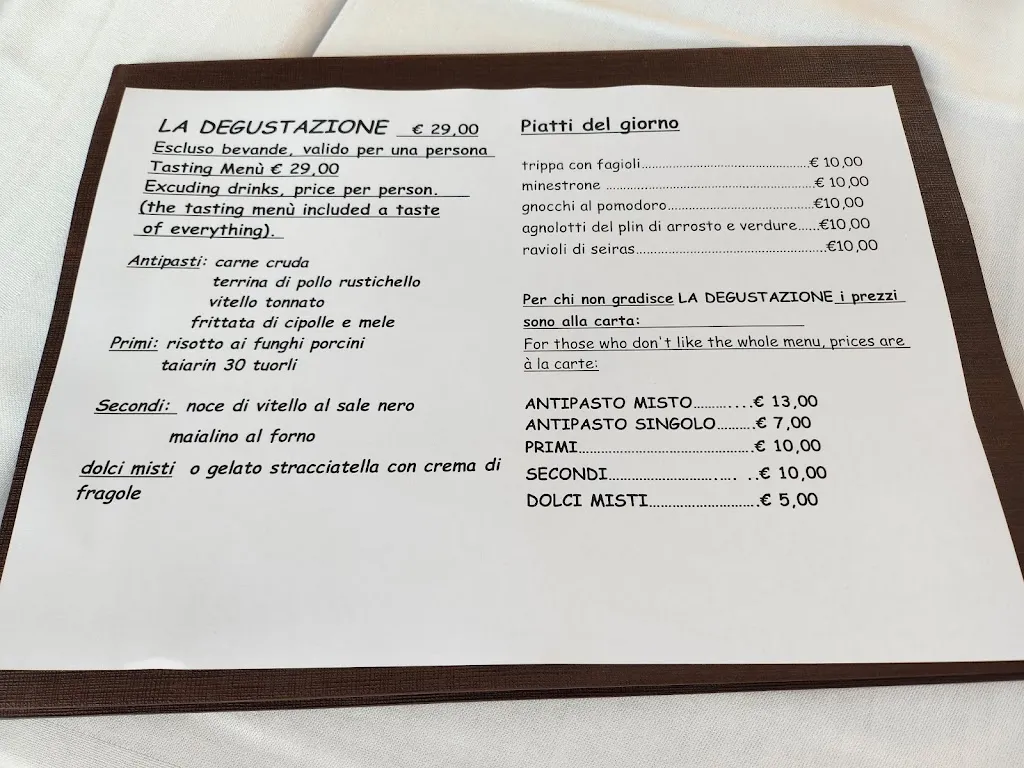 LA DEGUSTAZIONE € 29,00
Escluso bevande, valido per una persona
Tasting Menù € 29,00
Excuding drinks, price per person.
(the tasting menù included a taste
of everything).
Antipasti: carne cruda
terrina di pollo rustichello
vitello tonnato
frittata di cipolle e mele
Primi: risotto ai funghi porcini
taiarin 30 tuorli
Secondi: noce di vitello al sale nero
maialino al forno
dolci misti o gelato stracciatella con crema di
fragole
Piatti del giorno
trippa con fagioli..........................................€ 10,00
minestrone ..................................................€ 10,00
gnocchi al pomodoro...................................€10,00
agnolotti del plin di arrosto e verdure......€10,00
ravioli di seiras.............................................€10,00
Per chi non gradisce LA DEGUSTAZIONE i prezzi
sono alla carta:
For those who don't like the whole menu, prices are
à la carte:
ANTIPASTO MISTO.............€ 13,00
ANTIPASTO SINGOLO..........€ 7,00
PRIMI........................................€ 10,00
SECONDI.......................... ..€ 10,00
DOLCI MISTI..........................€ 5,00